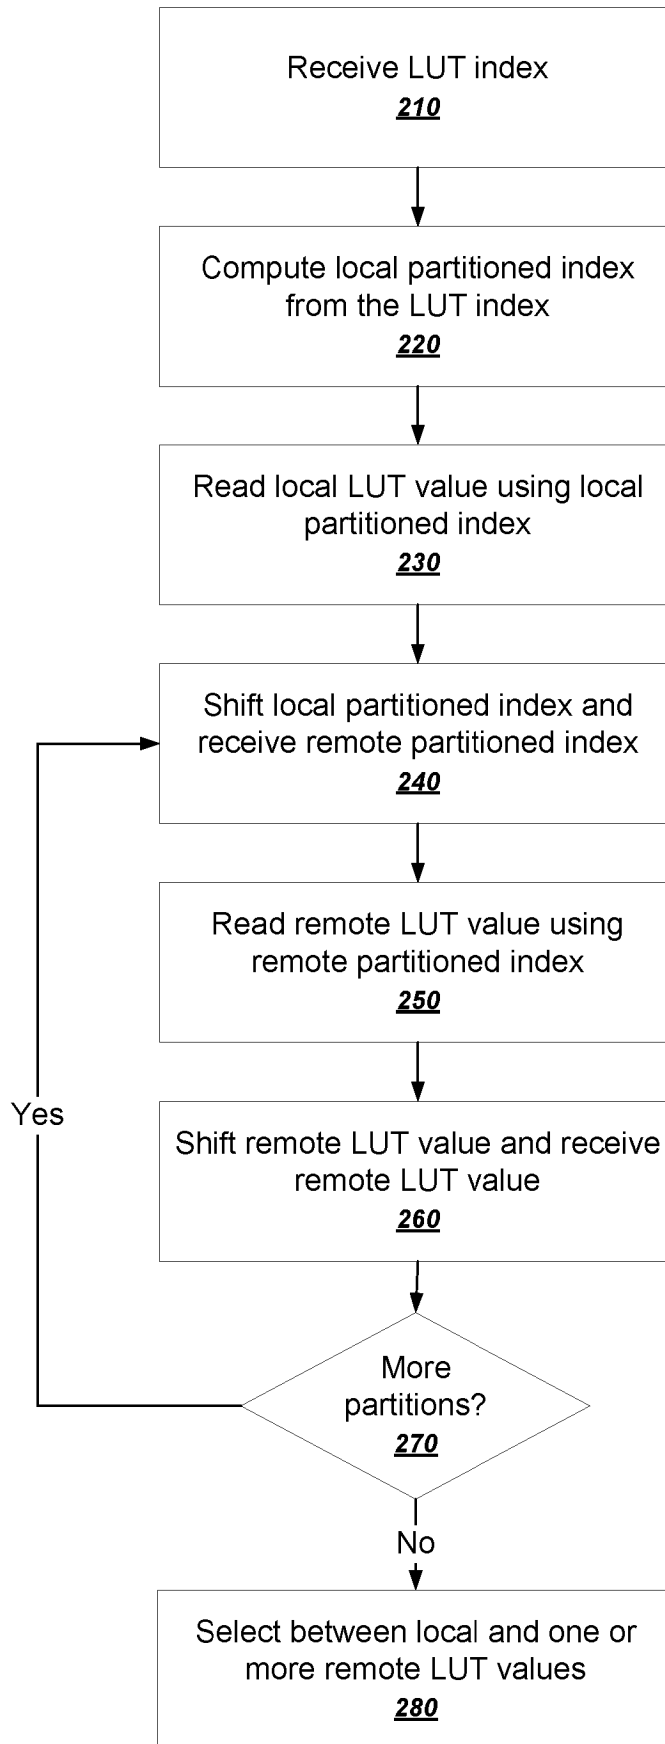 Receive LUT index
210
Compute local partitioned index
from the LUT index
220
Read local LUT value using local
partitioned index
230
Shift local partitioned index and
receive remote partitioned index
240
Read remote LUT value using
remote partitioned index
250
Yes
Shift remote LUT value and receive
remote LUT value
260
More
partitions?
270
No
Select between local and one or
more remote LUT values
280